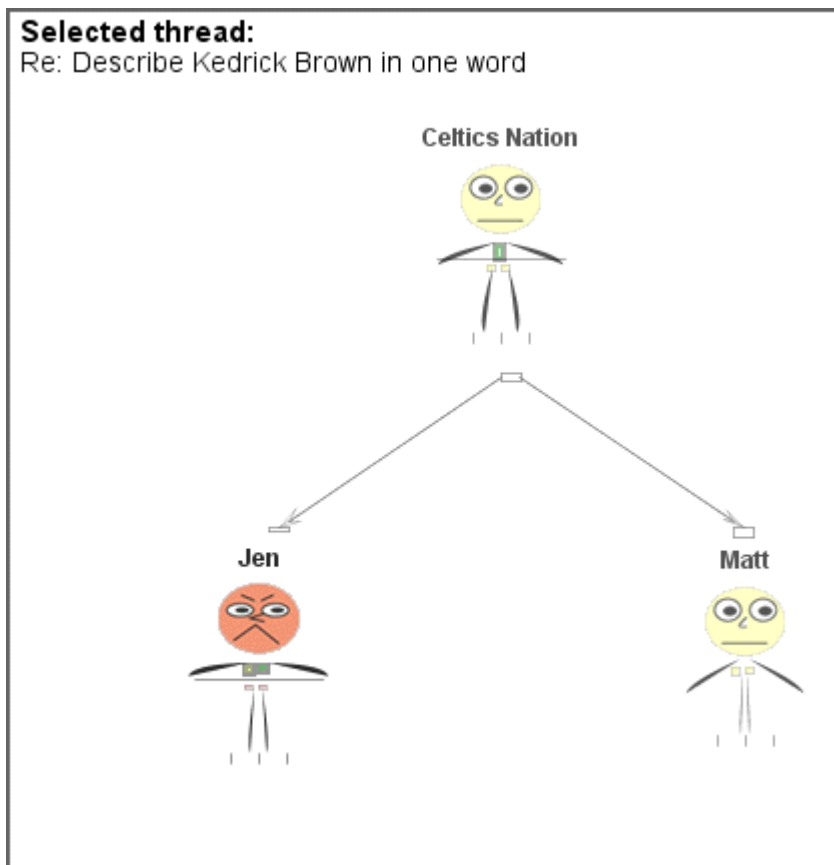 Selected thread:
Re: Describe Kedrick Brown in one word
Celtics Nation
Jen
Matt